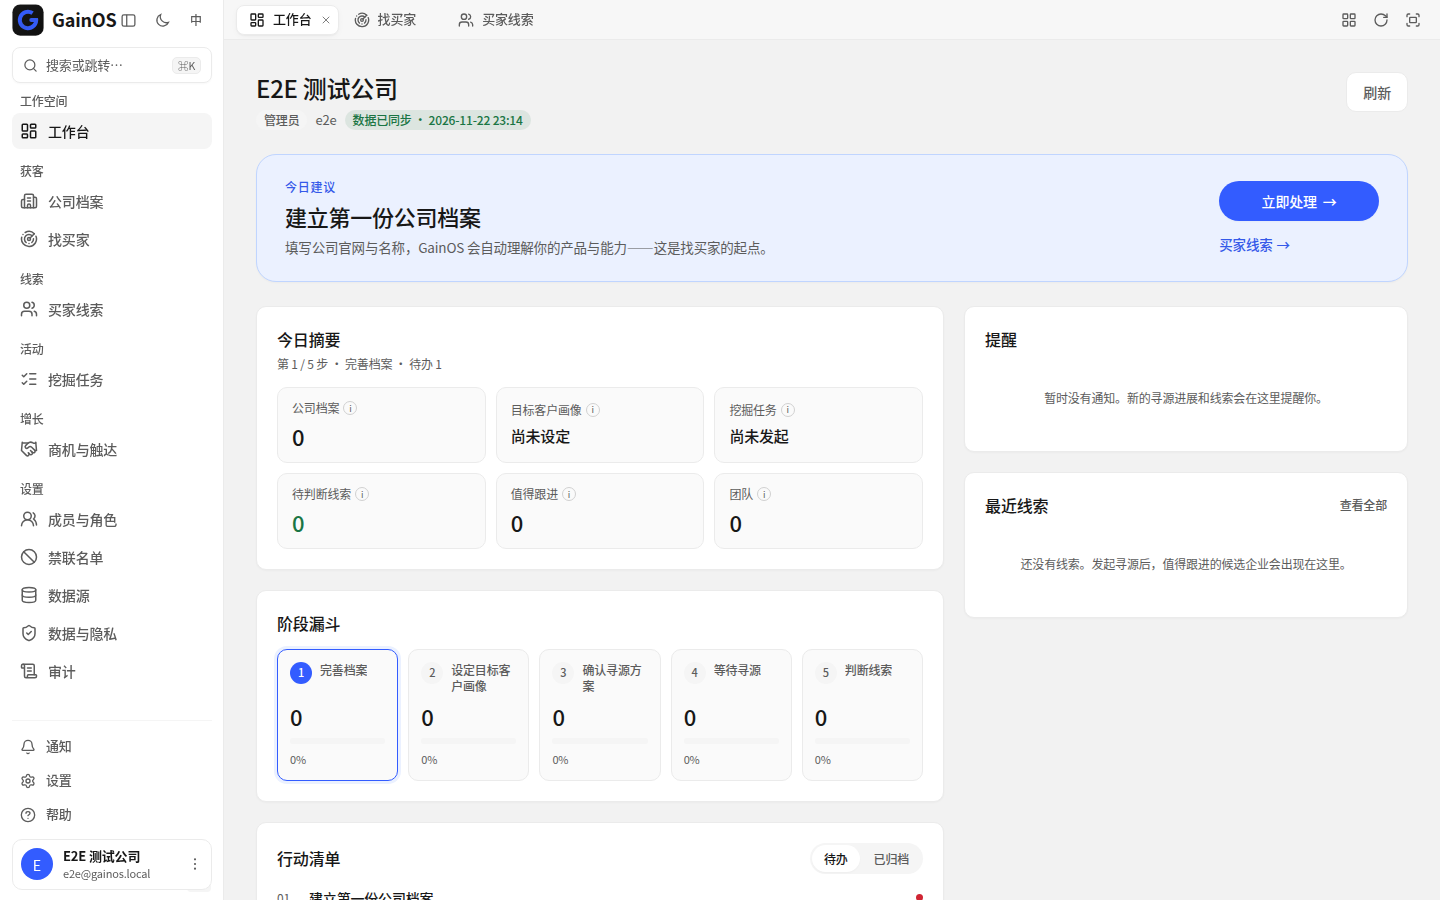 GainOS
中
搜索或跳转…
⌘K
工作空间
工作台
获客
公司档案
找买家
线索
买家线索
活动
挖掘任务
增长
商机与触达
设置
成员与角色
禁联名单
数据源
数据与隐私
审计
通知
设置
帮助
E
E2E 测试公司
e2e@gainos.local
工作台
找买家
买家线索
E2E 测试公司
管理员 e2e 数据已同步 · 2026-11-22 23:14
刷新
今日建议
建立第一份公司档案
填写公司官网与名称，GainOS 会自动理解你的产品与能力——这是找买家的起点。
立即处理 →
买家线索 →
今日摘要
第 1 / 5 步 · 完善档案 · 待办 1
公司档案 i
0
目标客户画像 i
尚未设定
挖掘任务 i
尚未发起
待判断线索 i
0
值得跟进 i
0
团队 i
0
阶段漏斗
1 完善档案
0
0%
2 设定目标客
户画像
0
0%
3 确认寻源方
案
0
0%
4 等待寻源
0
0%
5 判断线索
0
0%
行动清单
待办 已归档
01 建立第一份公司档案
提醒
暂时没有通知。新的寻源进展和线索会在这里提醒你。
最近线索
查看全部
还没有线索。发起寻源后，值得跟进的候选企业会出现在这里。